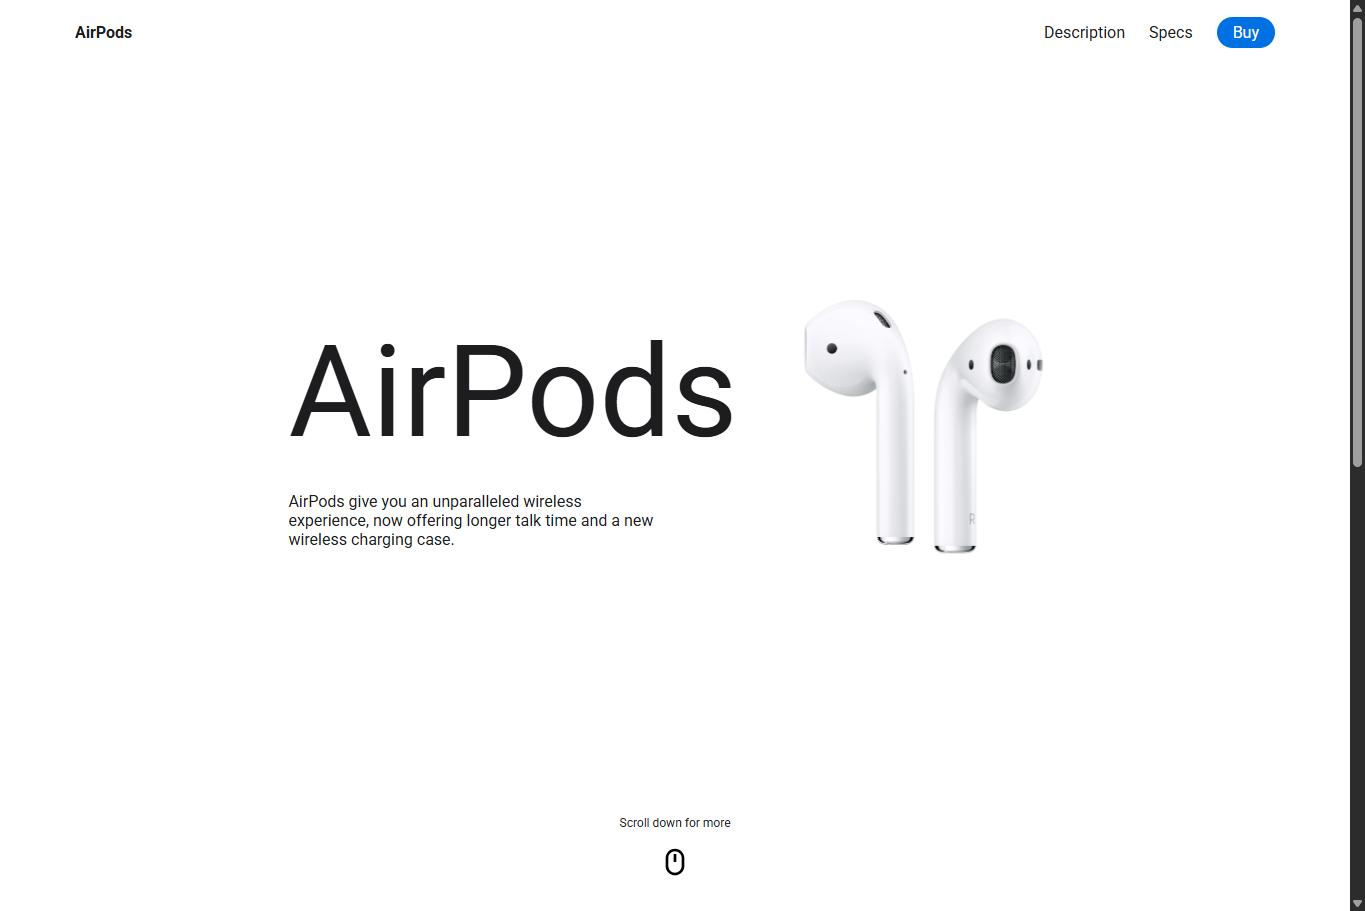 AirPods
Description
Specs
Buy
AirPods
AirPods give you an unparalleled wireless
experience, now offering longer talk time and a new
wireless charging case.
R
Scroll down for more